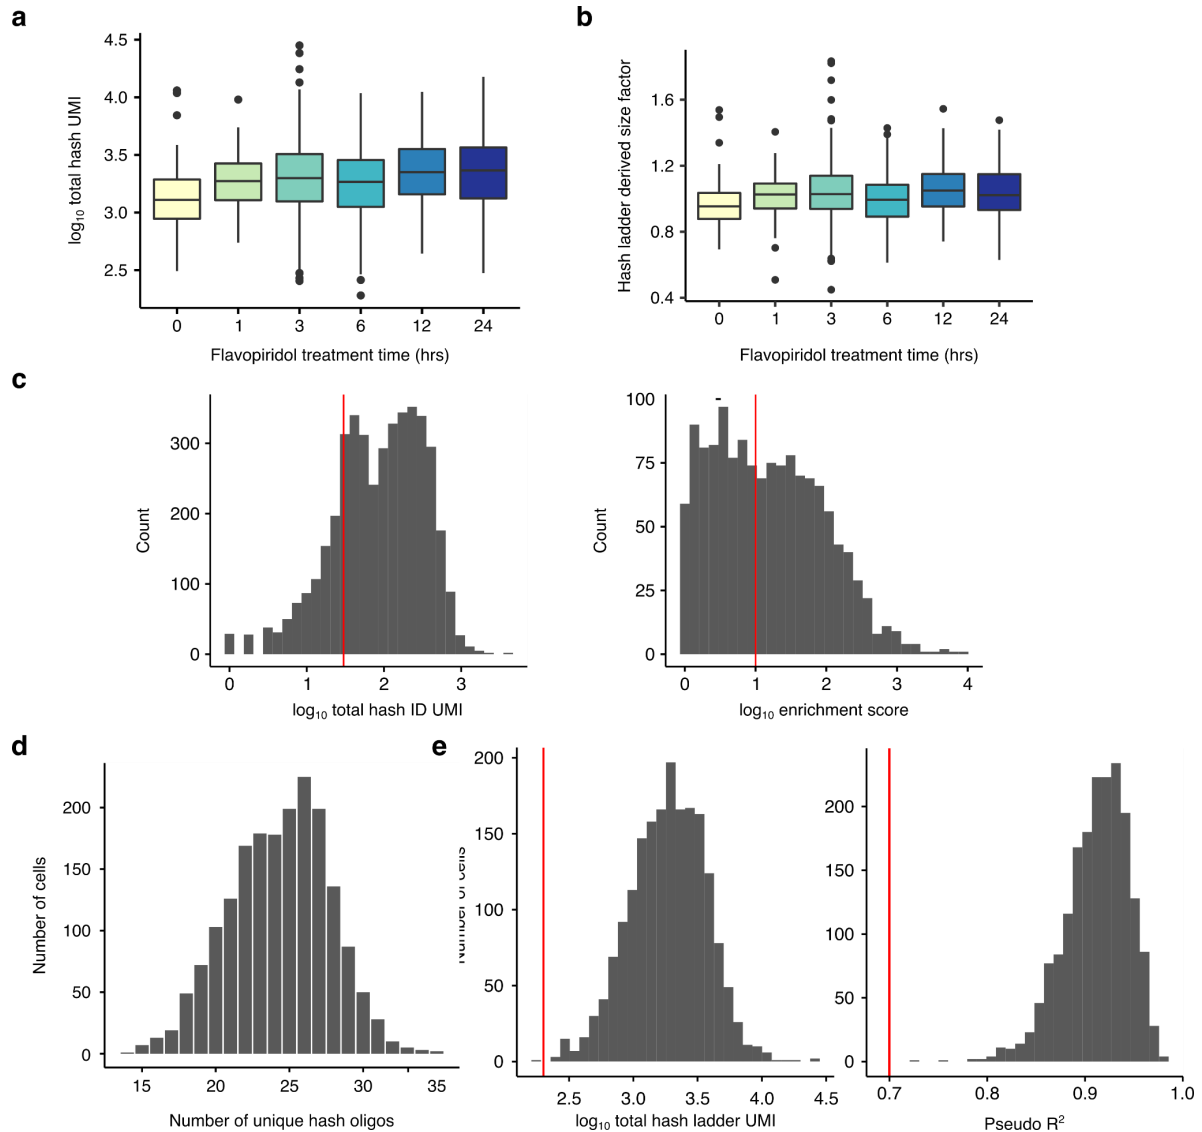 a
b
4.5
4.0
3.5
3.0
2.5
log10 total hash UMI
0 1 3 6 12 24
Flavopiridol treatment time (hrs)
1.6
1.2
0.8
0.4
Hash ladder derived size factor
0 1 3 6 12 24
Flavopiridol treatment time (hrs)
c
300
200
100
0
Count
0 1 2 3
log10 total hash ID UMI
100
75
50
25
0
Count
0 1 2 3 4
log10 enrichment score
d
e
200
150
100
50
0
Number of cells
15 20 25 30 35
Number of unique hash oligos
200
150
100
50
0
Number of cells
2.5 3.0 3.5 4.0 4.5
log10 total hash ladder UMI
200
150
100
50
0
0.7 0.8 0.9 1.0
Pseudo R²